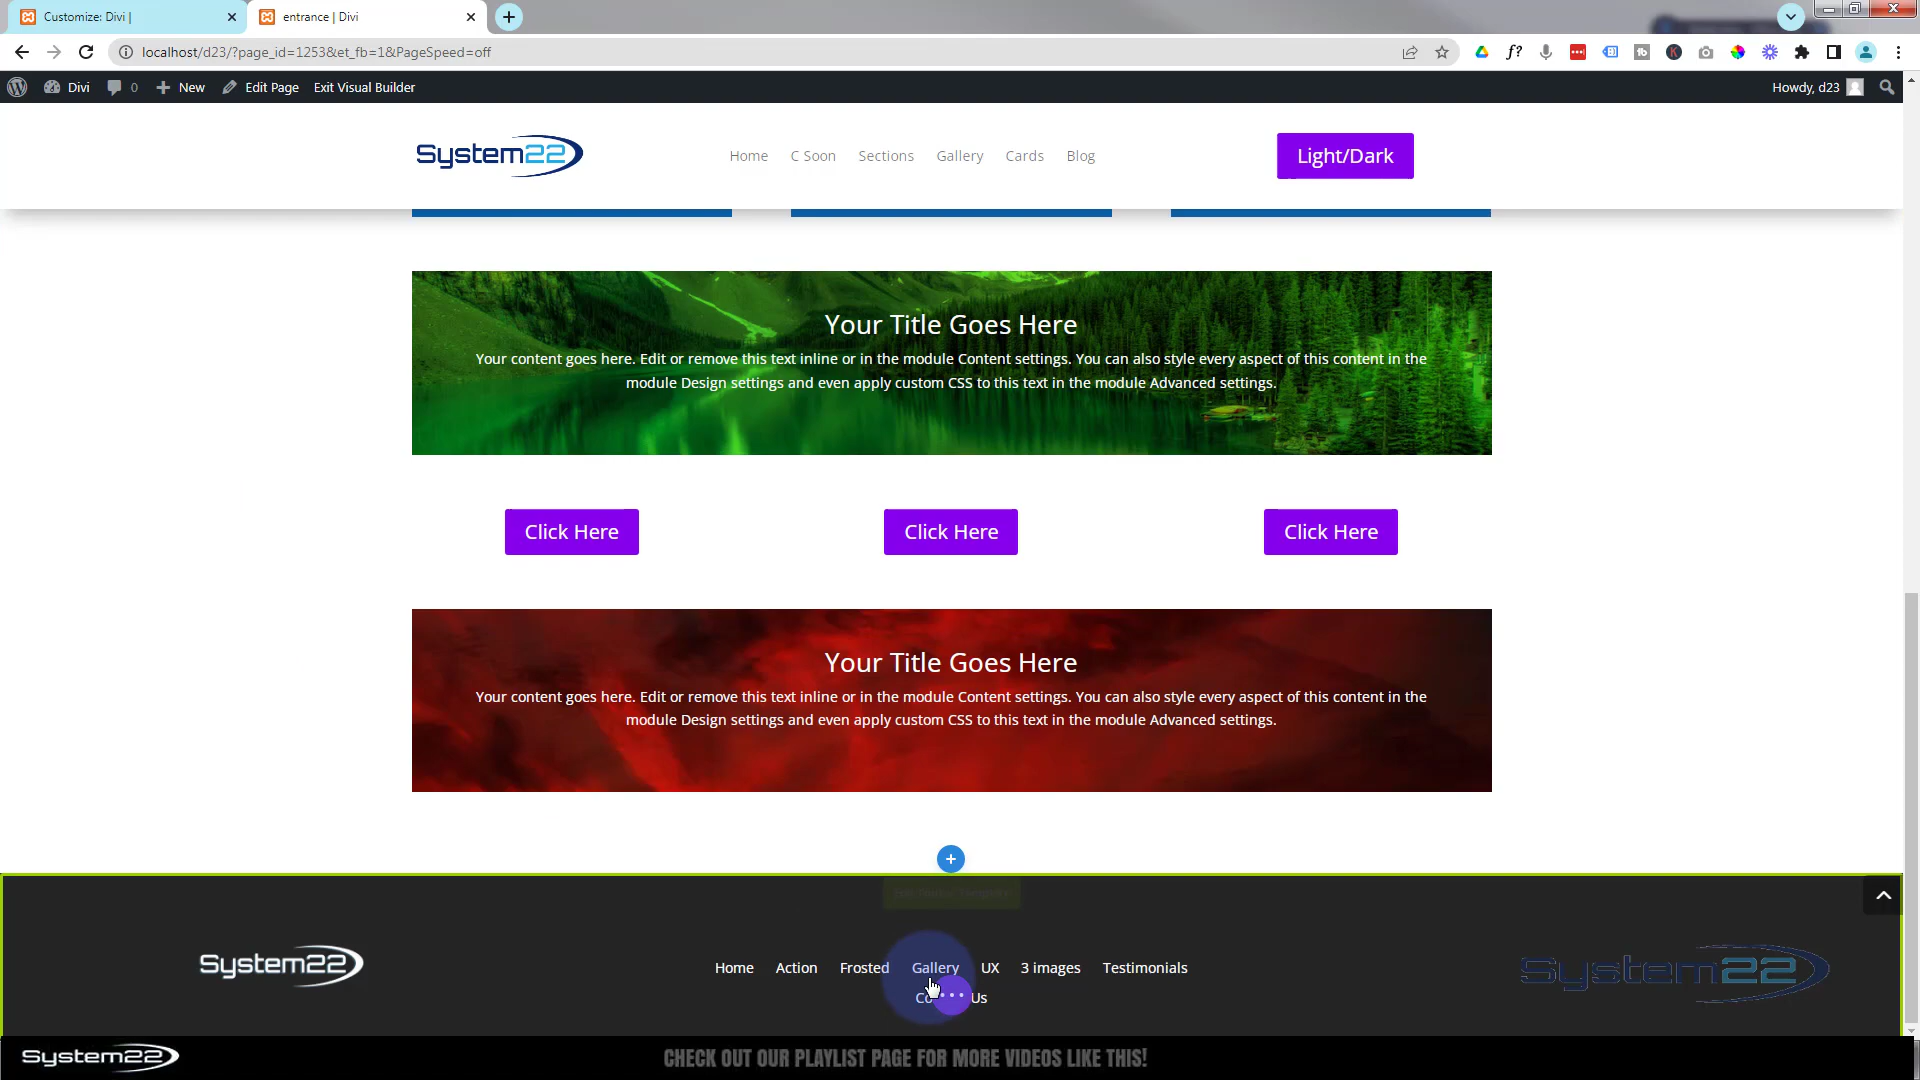 Customize: Divi |
entrance | Divi
localhost/d23/?page_id=1253&et_fb=1&PageSpeed=off
Divi 0 New Edit Page Exit Visual Builder Howdy, d23
System22 Home C Soon Sections Gallery Cards Blog Light/Dark
Your Title Goes Here
Your content goes here. Edit or remove this text inline or in the module Content settings. You can also style every aspect of this content in the
module Design settings and even apply custom CSS to this text in the module Advanced settings.
Click Here Click Here Click Here
Your Title Goes Here
Your content goes here. Edit or remove this text inline or in the module Content settings. You can also style every aspect of this content in the
module Design settings and even apply custom CSS to this text in the module Advanced settings.
System22 Home Action Frosted Gallery UX 3 images Testimonials System22
Us
System22 CHECK OUT OUR PLAYLIST PAGE FOR MORE VIDEOS LIKE THIS!